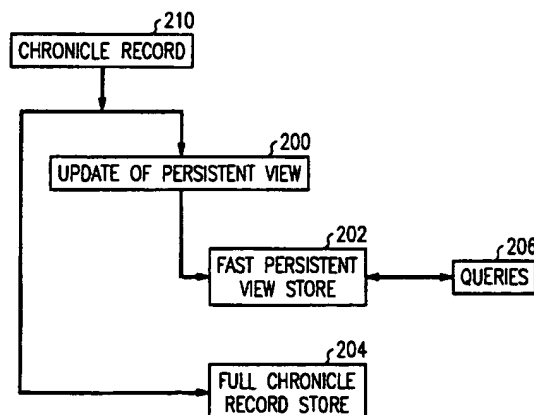 210
CHRONICLE RECORD
200
UPDATE OF PERSISTENT VIEW
202
FAST PERSISTENT
VIEW STORE
206
QUERIES
204
FULL CHRONICLE
RECORD STORE